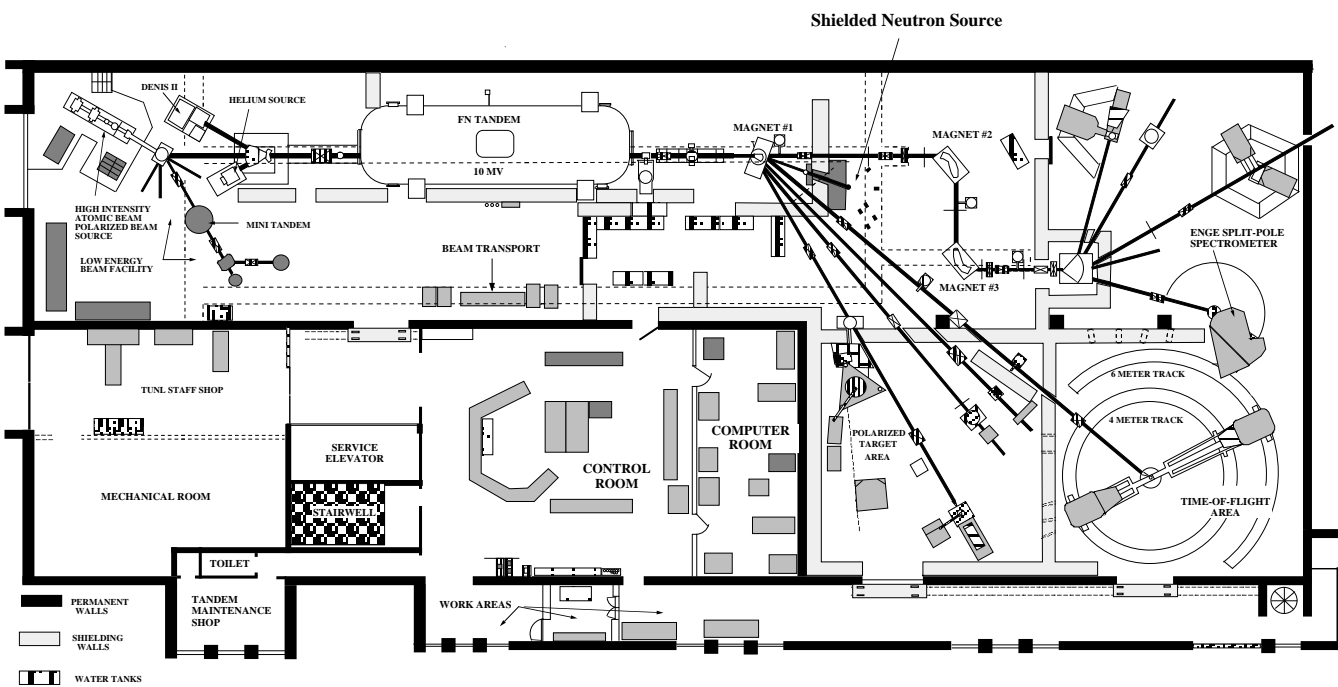 Shielded Neutron Source
DENIS II
HELIUM SOURCE
FN TANDEM
10 MV
MAGNET #1
MAGNET #2
HIGH INTENSITY
ATOMIC BEAM
POLARIZED BEAM
SOURCE
MINI TANDEM
LOW ENERGY
BEAM FACILITY
BEAM TRANSPORT
MAGNET #3
ENGE SPLIT-POLE
SPECTROMETER
TUNL STAFF SHOP
6 METER TRACK
4 METER TRACK
SERVICE
ELEVATOR
COMPUTER
ROOM
POLARIZED
TARGET
AREA
CONTROL
ROOM
MECHANICAL ROOM
STAIRWELL
TIME-OF-FLIGHT
AREA
TOILET
TANDEM
MAINTENANCE
SHOP
WORK AREAS
PERMANENT
WALLS
SHIELDING
WALLS
WATER TANKS